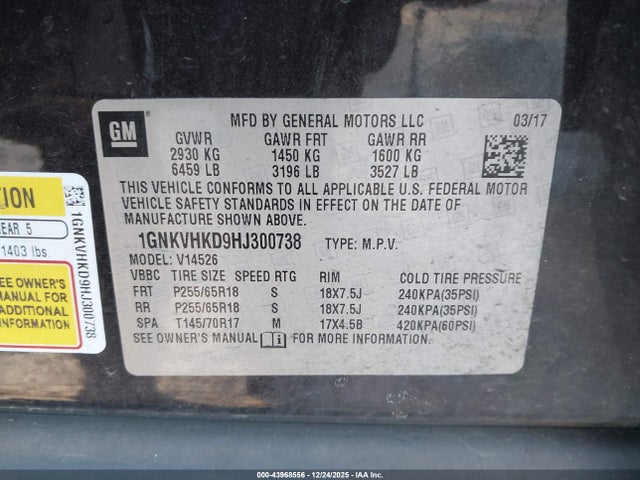 GM
MFD BY GENERAL MOTORS LLC 03/17
GVWR GAWR FRT GAWR RR
2930 KG 1450 KG 1600 KG
6459 LB 3196 LB 3527 LB
THIS VEHICLE CONFORMS TO ALL APPLICABLE U.S. FEDERAL MOTOR
VEHICLE SAFETY STANDARDS IN EFFECT ON THE DATE OF
MANUFACTURE SHOWN ABOVE.
1GNKVHKD9HJ300738 TYPE: M.P.V.
MODEL: V14526
VBBC TIRE SIZE SPEED RTG RIM COLD TIRE PRESSURE
FRT P255/65R18 S 18X7.5J 240KPA(35PSI)
RR P255/65R18 S 18X7.5J 240KPA(35PSI)
SPA T145/70R17 M 17X4.5B 420KPA(60PSI)
SEE OWNER'S MANUAL i FOR MORE INFORMATION.
TION
EAR 5
1403 lbs.
SEE OWNER'S
MANUAL FOR
ADDITIONAL
FORMATION
1GNKVHKD9HJ300738
000-43968556 - 12/24/2025 - IAA, Inc.